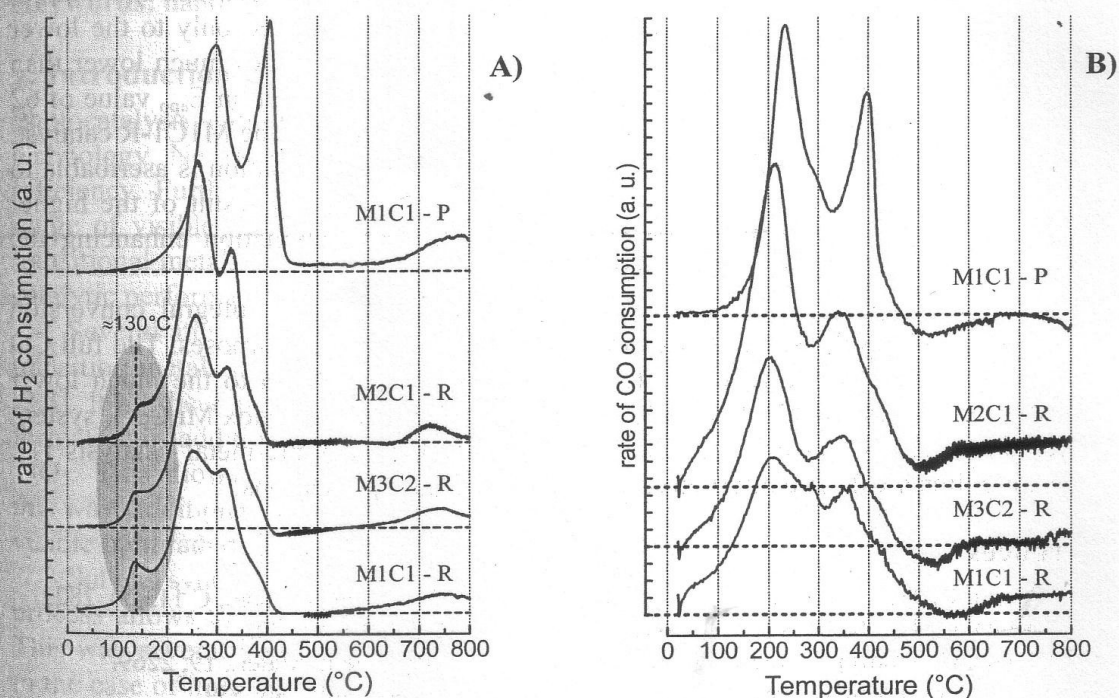 A)
rate of H₂ consumption (a. u.)
M1C1 - P
≈130°C
M2C1 - R
M3C2 - R
M1C1 - R
0 100 200 300 400 500 600 700 800
Temperature (°C)
B)
rate of CO consumption (a. u.)
M1C1 - P
M2C1 - R
M3C2 - R
M1C1 - R
0 100 200 300 400 500 600 700 800
Temperature (°C)